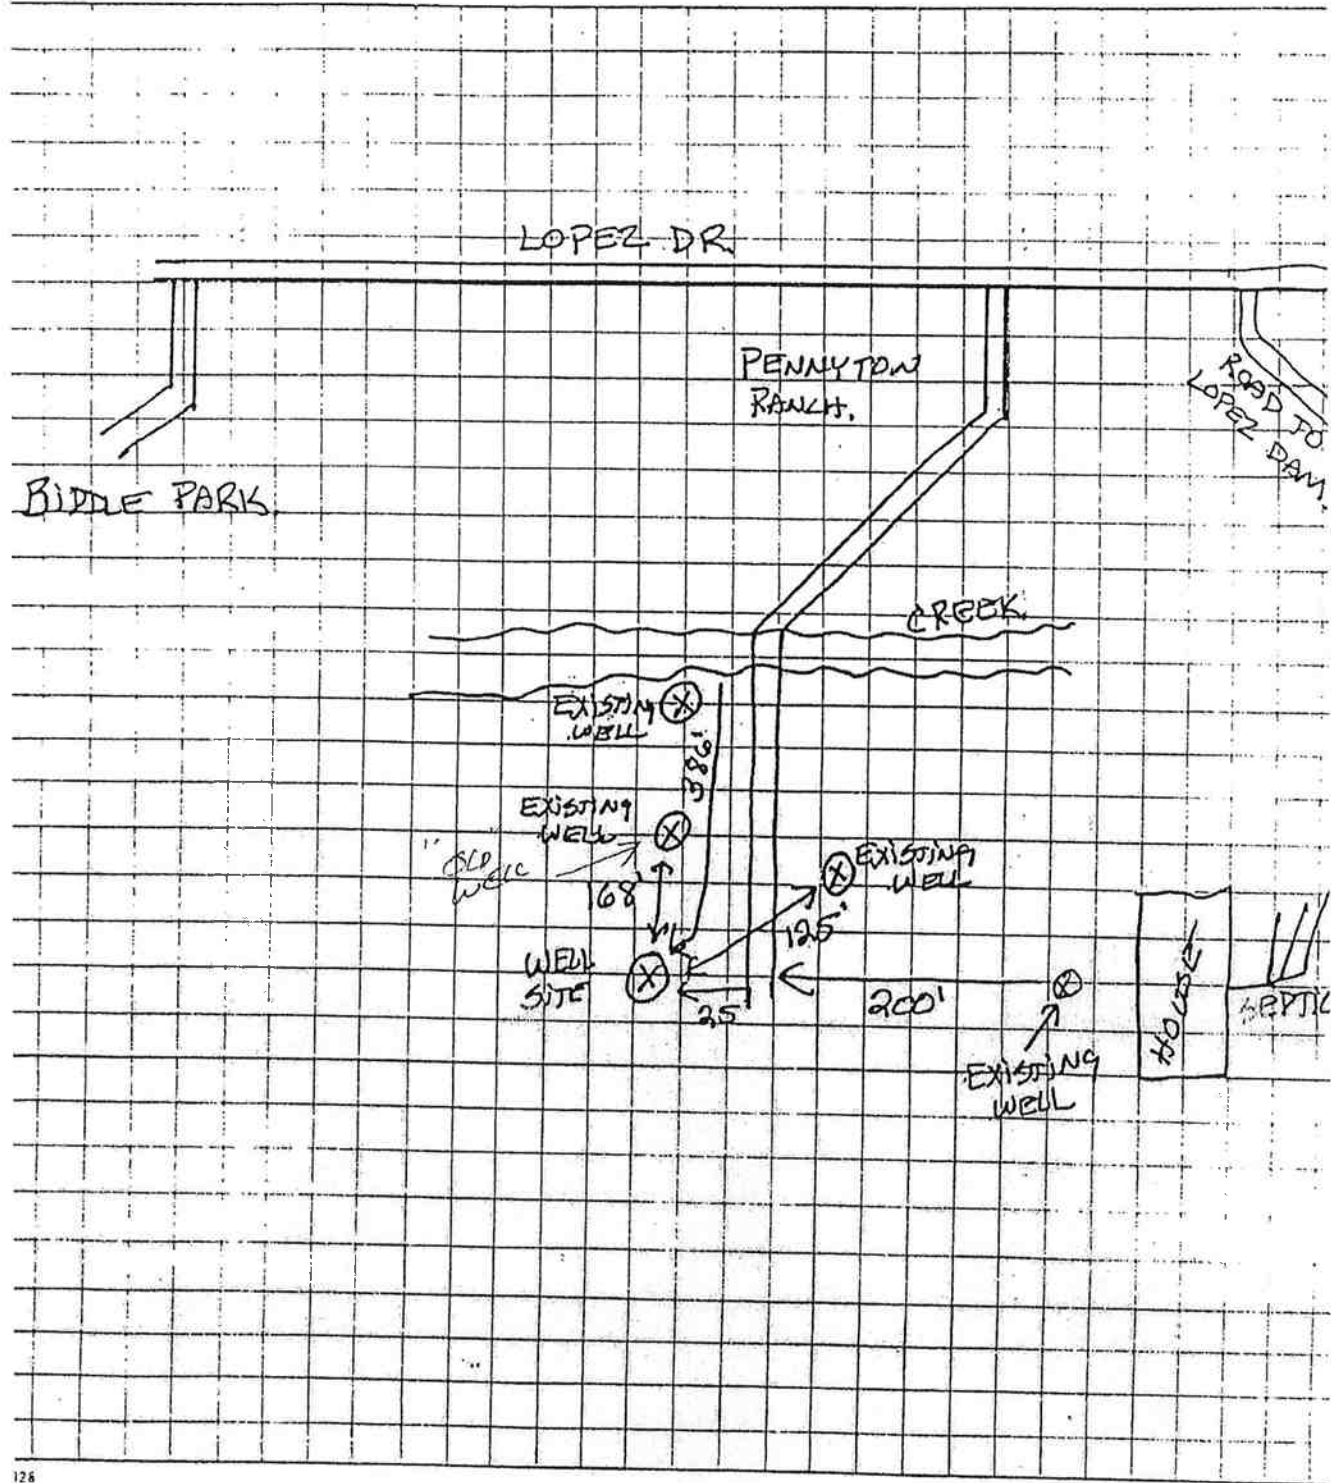 LOPEZ DR.
PENNYTON
RANCH.
ROAD TO
LOPEZ DAM.
BIDDLE PARK.
CREEK.
EXISTING
WELL
386'
EXISTING
WELL
"OLD"
WELL
168'
EXISTING
WELL
125'
WELL
SITE
25'
200'
EXISTING
WELL
HOUSE
SEPTIC
128